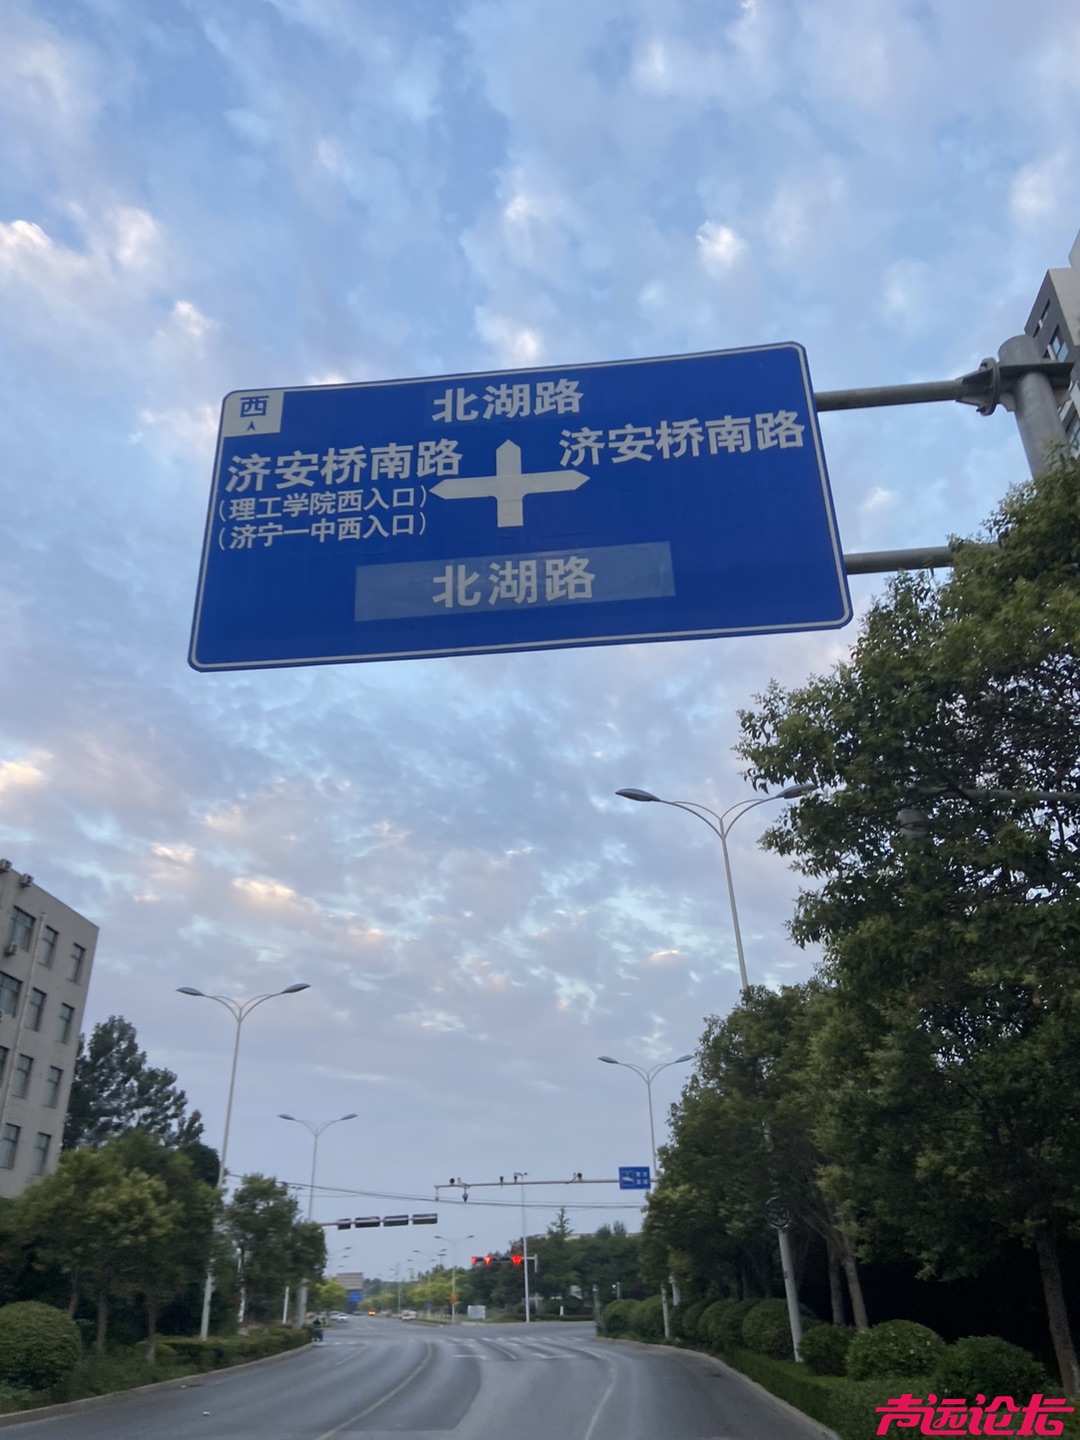 西
北湖路
济安桥南路
济安桥南路
(理工学院西入口)
(济宁一中西入口)
北湖路
声远论坛